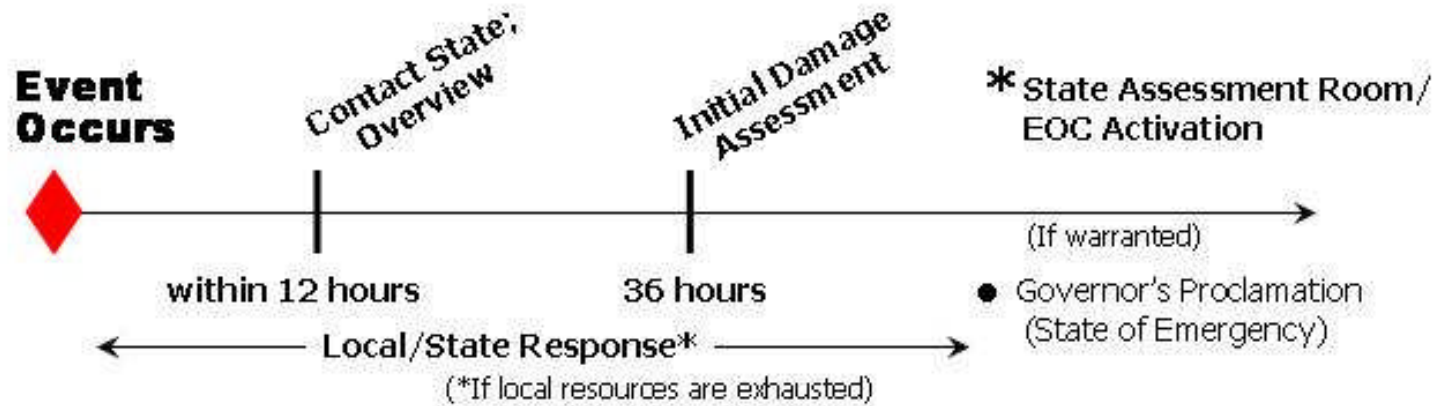 Event
Occurs
Contact State;
Overview
Initial Damage
Assessment
* State Assessment Room/
EOC Activation
within 12 hours
36 hours
(If warranted)
● Governor's Proclamation
(State of Emergency)
Local/State Response*
(*If local resources are exhausted)